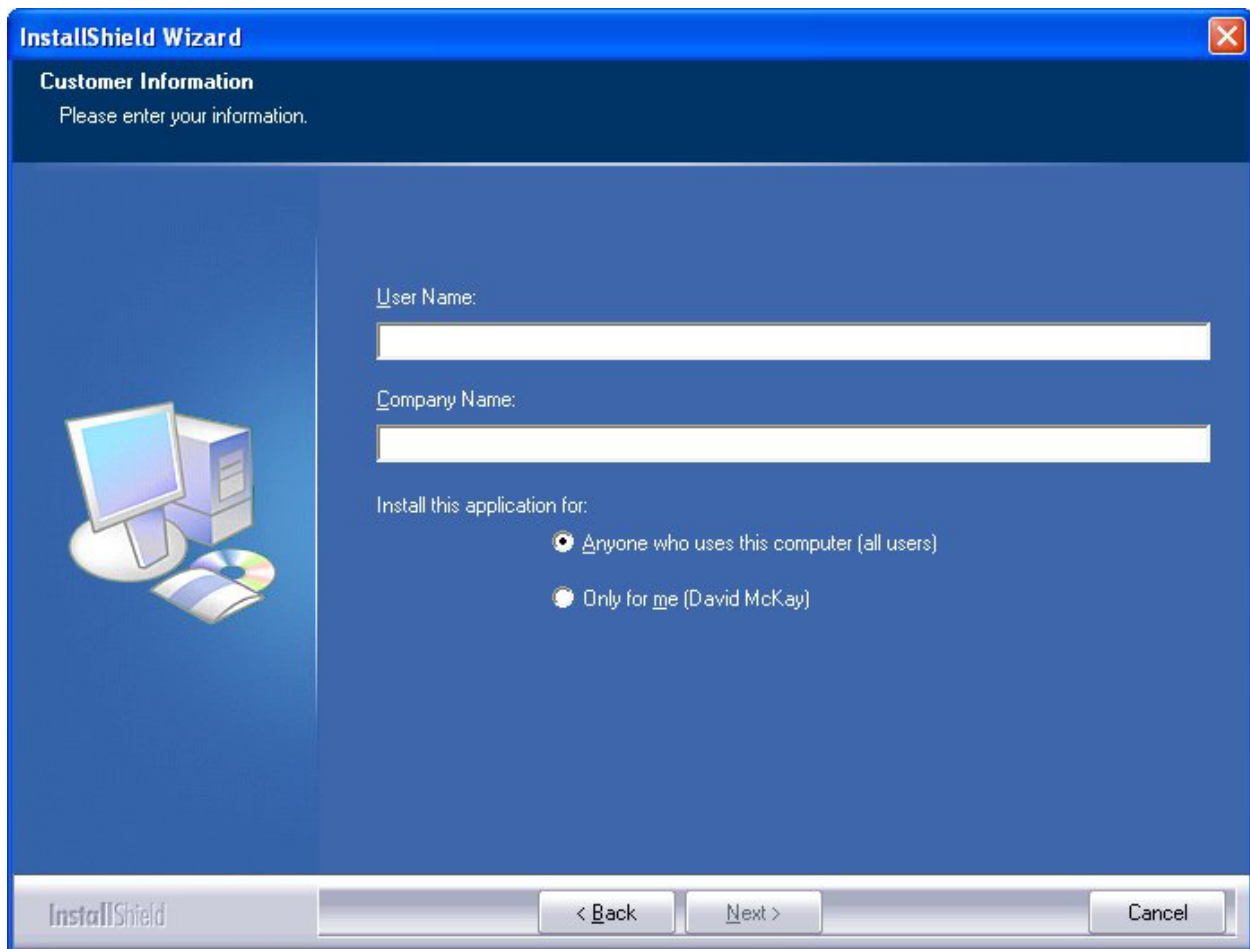 InstallShield Wizard
Customer Information
Please enter your information.
User Name:
Company Name:
Install this application for:
Anyone who uses this computer (all users)
Only for me (David McKay)
InstallShield
< Back
Next >
Cancel